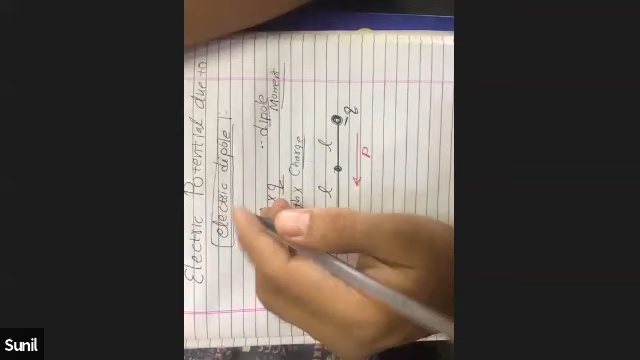 Electric Potential due to
electric dipole :
∴ dipole
Moment
x q
x Charge
l l -q
P
Sunil